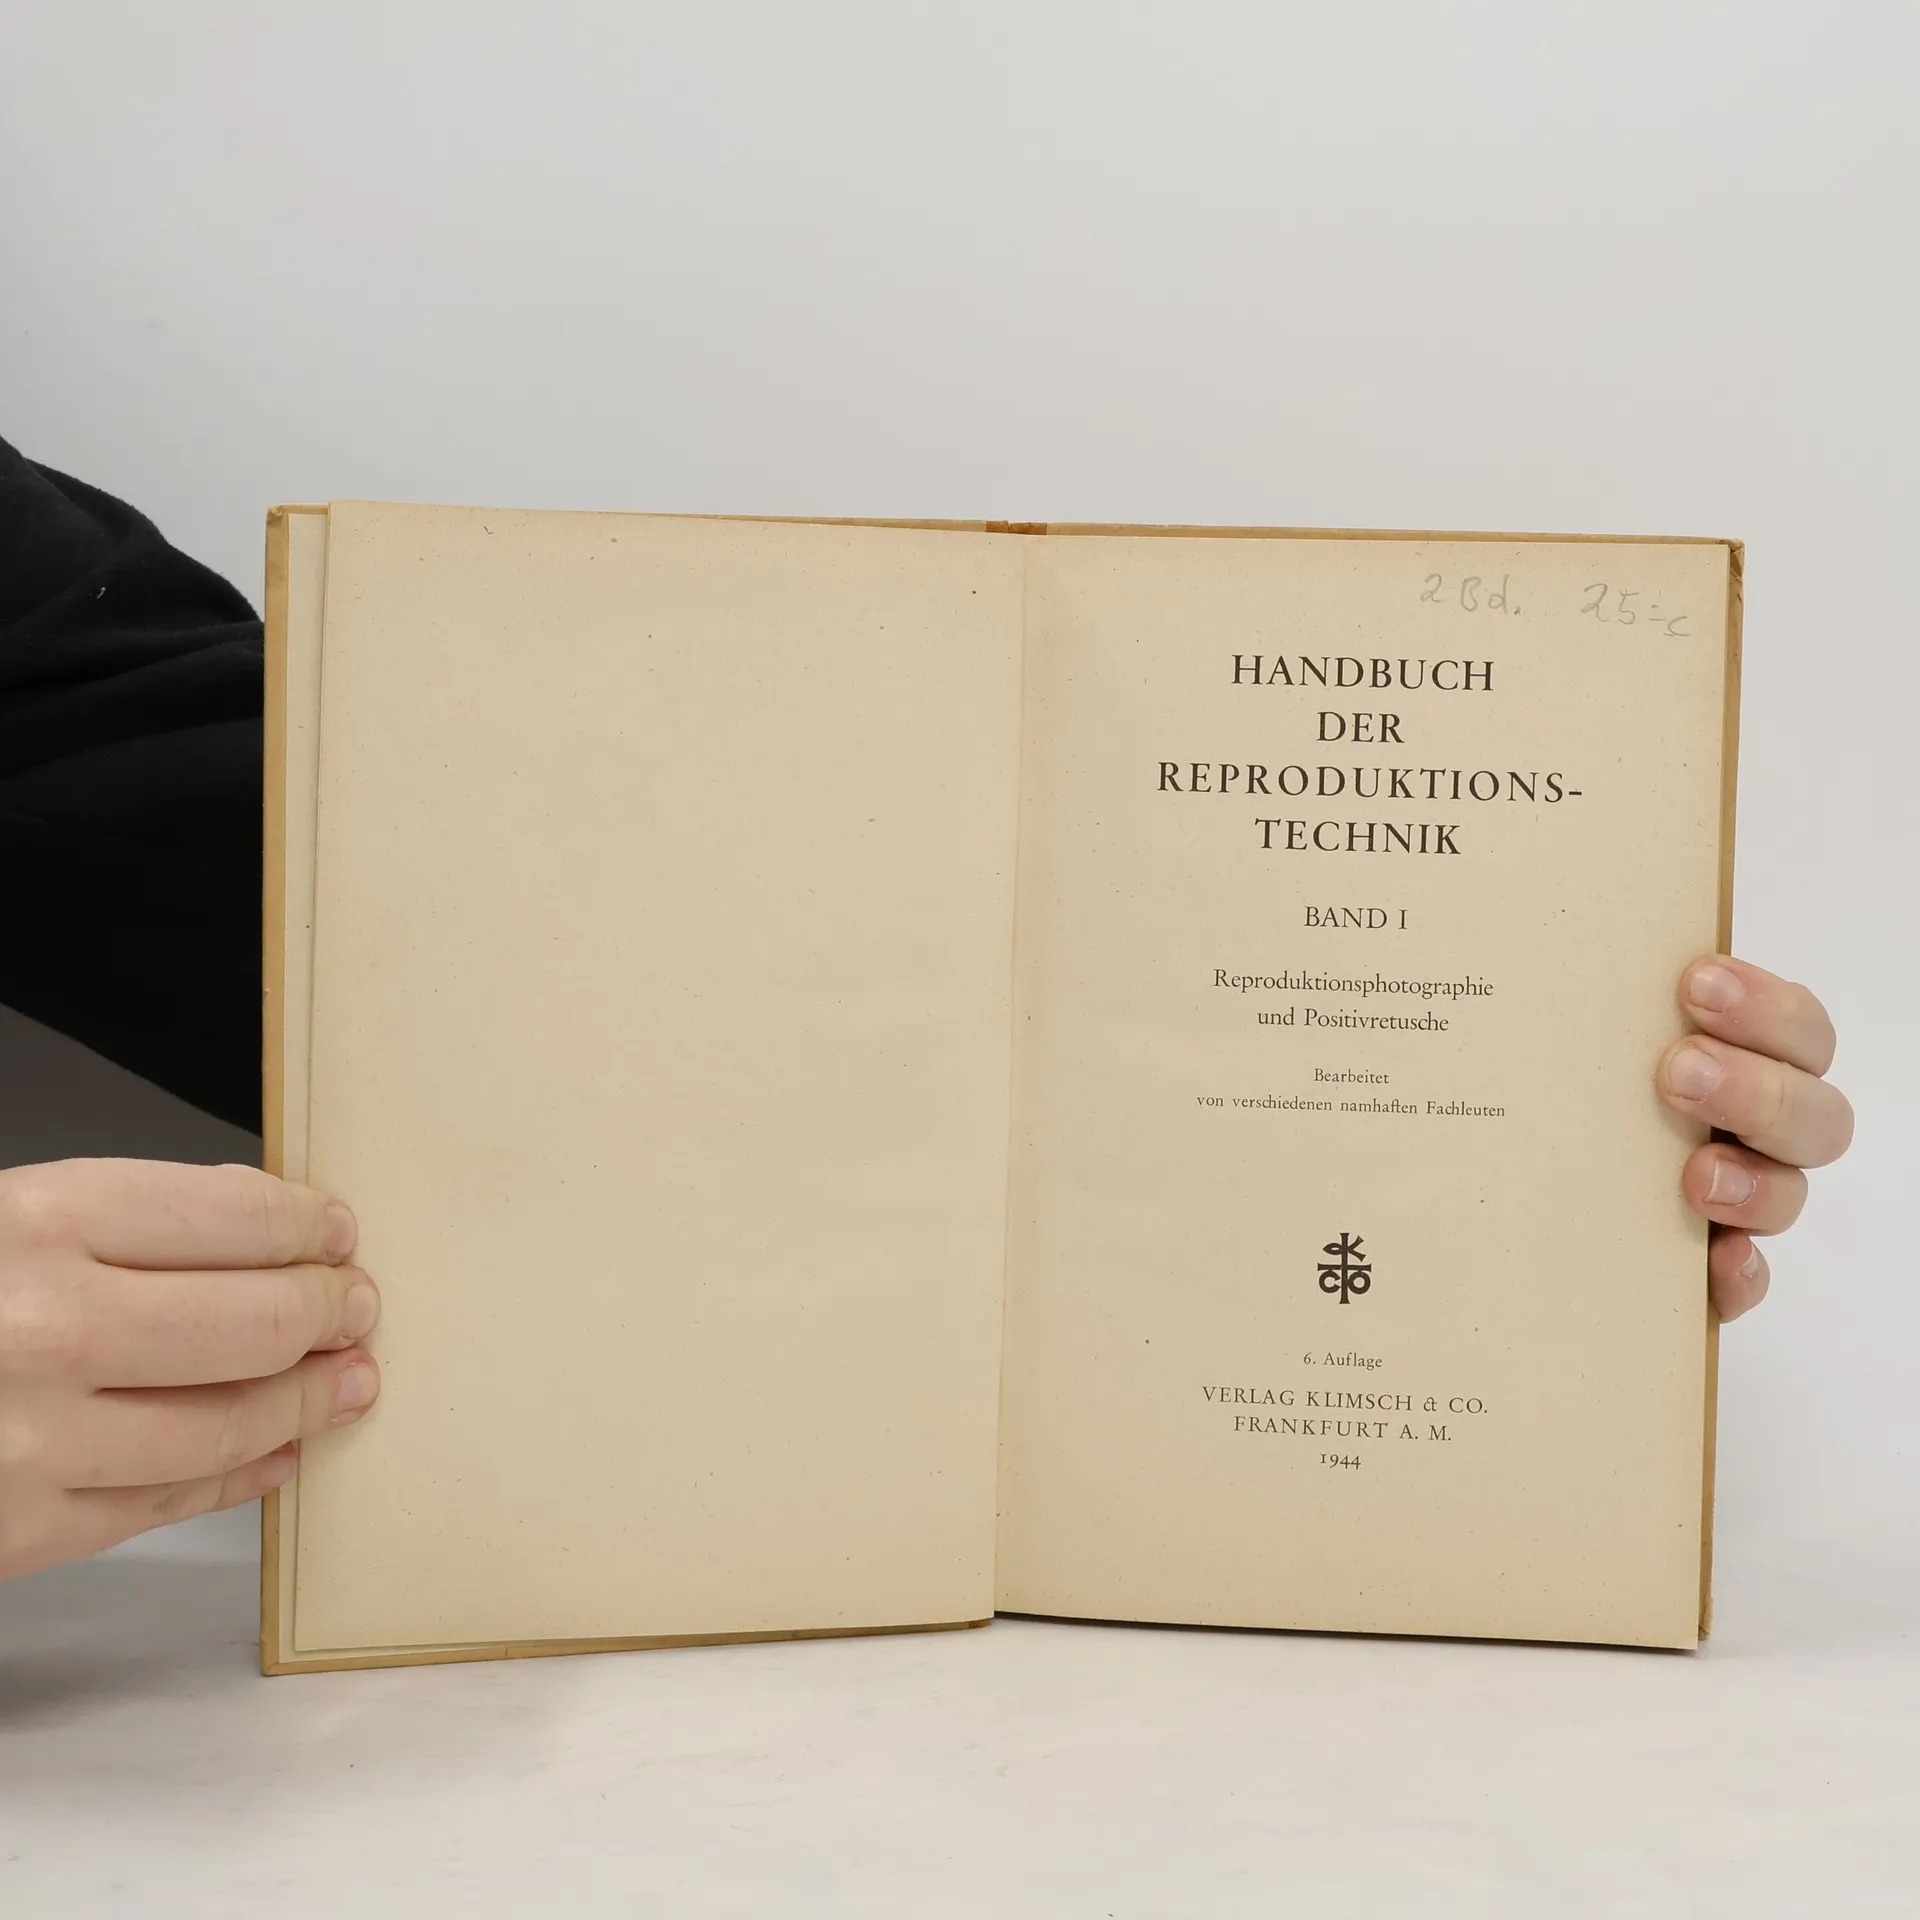 2 Bd. 25.-
HANDBUCH
DER
REPRODUKTIONS-
TECHNIK
BAND I
Reproduktionsphotographie
und Positivretusche
Bearbeitet
von verschiedenen namhaften Fachleuten
K
CO
6. Auflage
VERLAG KLIMSCH & CO.
FRANKFURT A. M.
1944